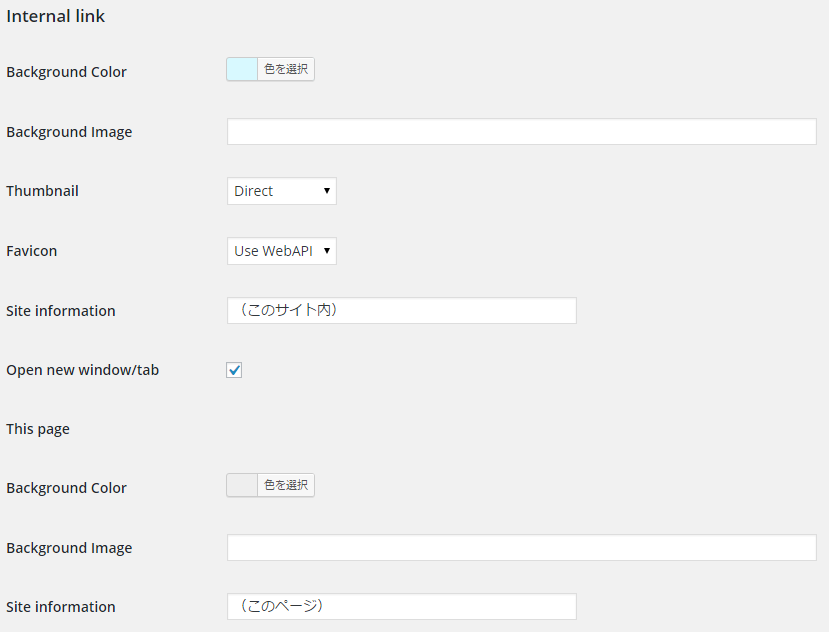 Internal link
Background Color 色を選択
Background Image
Thumbnail Direct
Favicon Use WebAPI
Site information （このサイト内）
Open new window/tab
This page
Background Color 色を選択
Background Image
Site information （このページ）